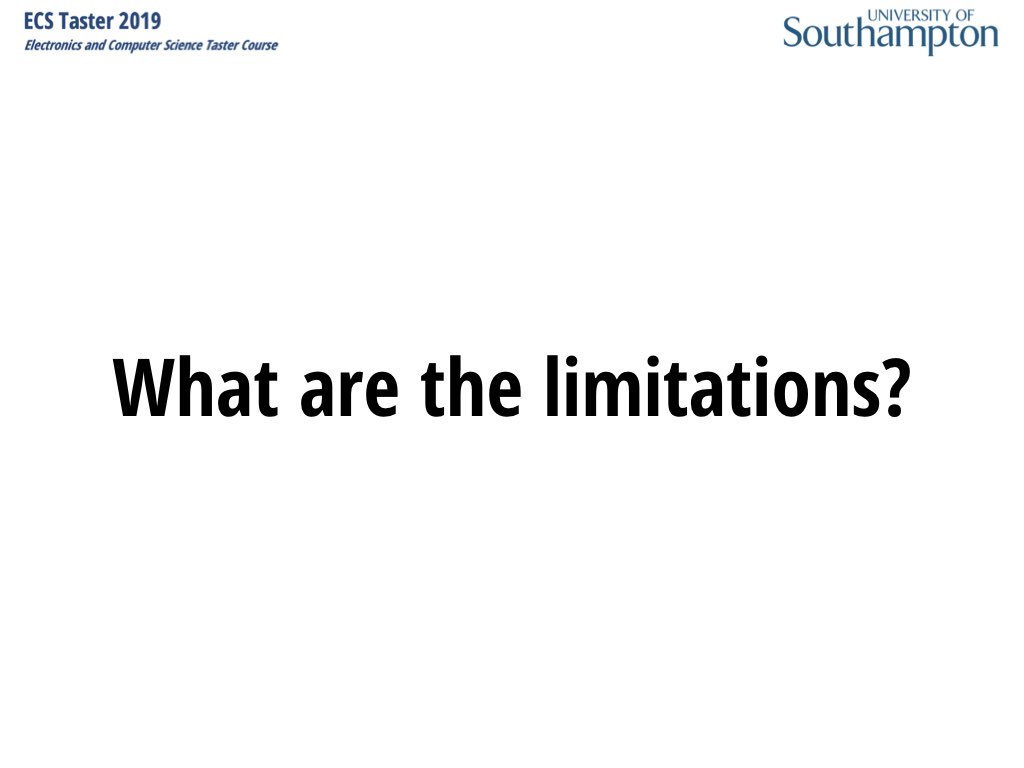 ECS Taster 2019
Electronics and Computer Science Taster Course
UNIVERSITY OF
Southampton
What are the limitations?